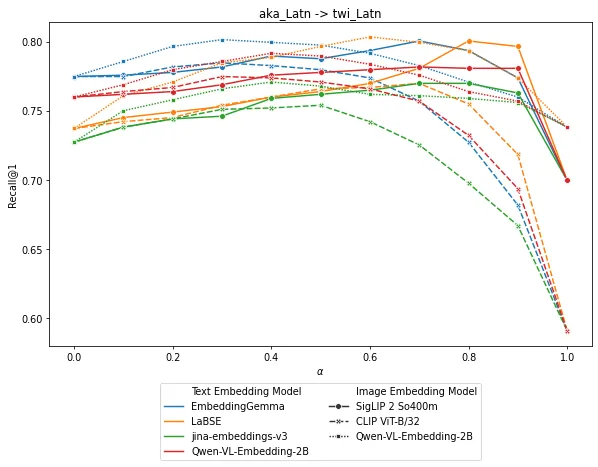 aka_Latn -> twi_Latn
Recall@1
0.80
0.75
0.70
0.65
0.60
0.0 0.2 0.4 0.6 0.8 1.0
α
Text Embedding Model Image Embedding Model
EmbeddingGemma SigLIP 2 So400m
LaBSE CLIP ViT-B/32
jina-embeddings-v3 Qwen-VL-Embedding-2B
Qwen-VL-Embedding-2B